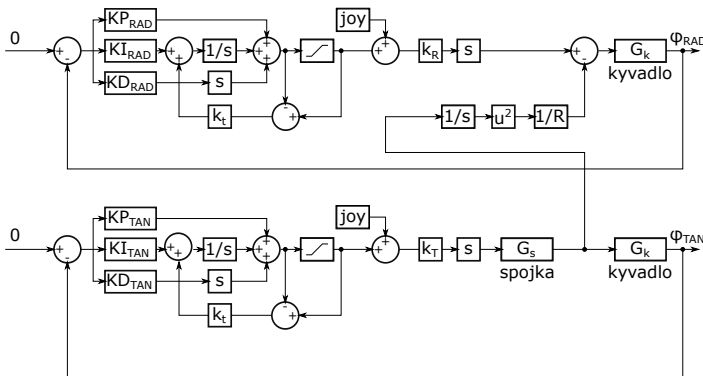 KP_RAD joy
0 + - KI_RAD + + 1/s + + + + + k_R s + - G_k φ_RAD
kyvadlo
KD_RAD s
k_t - +
1/s u² 1/R
KP_TAN joy
0 + - KI_TAN + + 1/s + + + + + k_T s G_s G_k φ_TAN
spojka kyvadlo
KD_TAN s
k_t - +